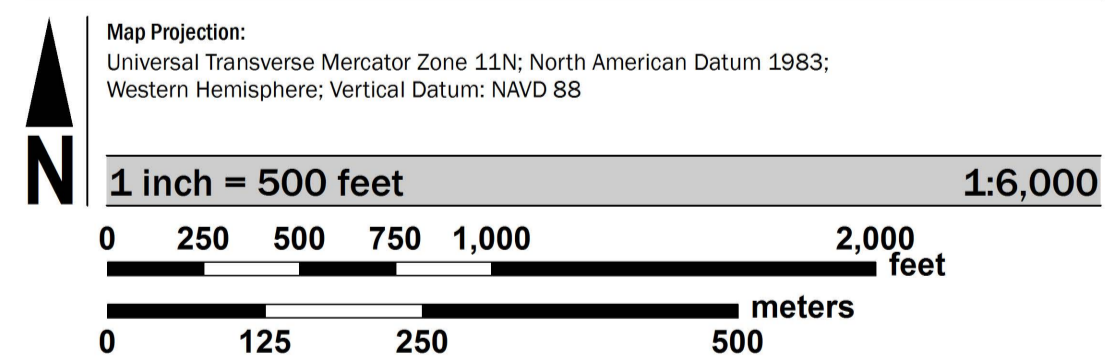 Map Projection:
Universal Transverse Mercator Zone 11N; North American Datum 1983;
Western Hemisphere; Vertical Datum: NAVD 88
N
1 inch = 500 feet 1:6,000
0 250 500 750 1,000 2,000
feet
meters
0 125 250 500